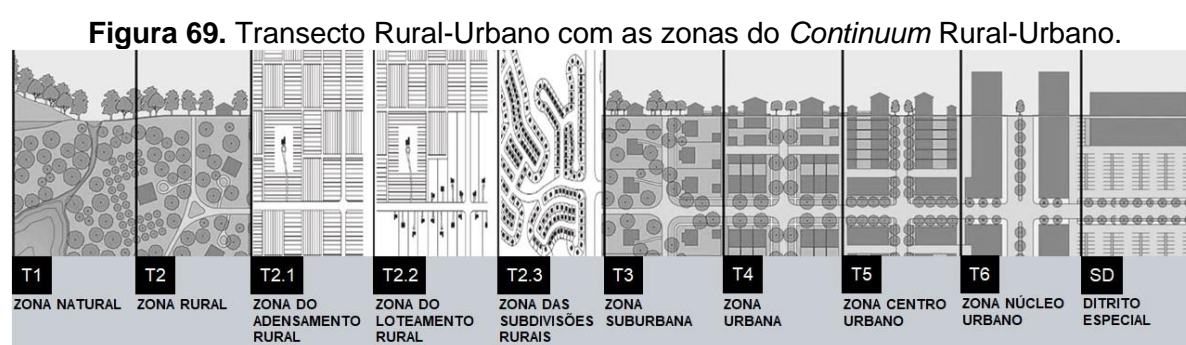 Figura 69. Transecto Rural-Urbano com as zonas do Continuum Rural-Urbano.
T1
ZONA NATURAL
T2
ZONA RURAL
T2.1
ZONA DO
ADENSAMENTO
RURAL
T2.2
ZONA DO
LOTEAMENTO
RURAL
T2.3
ZONA DAS
SUBDIVISÕES
RURAIS
T3
ZONA
SUBURBANA
T4
ZONA
URBANA
T5
ZONA CENTRO
URBANO
T6
ZONA NÚCLEO
URBANO
SD
DITRITO
ESPECIAL